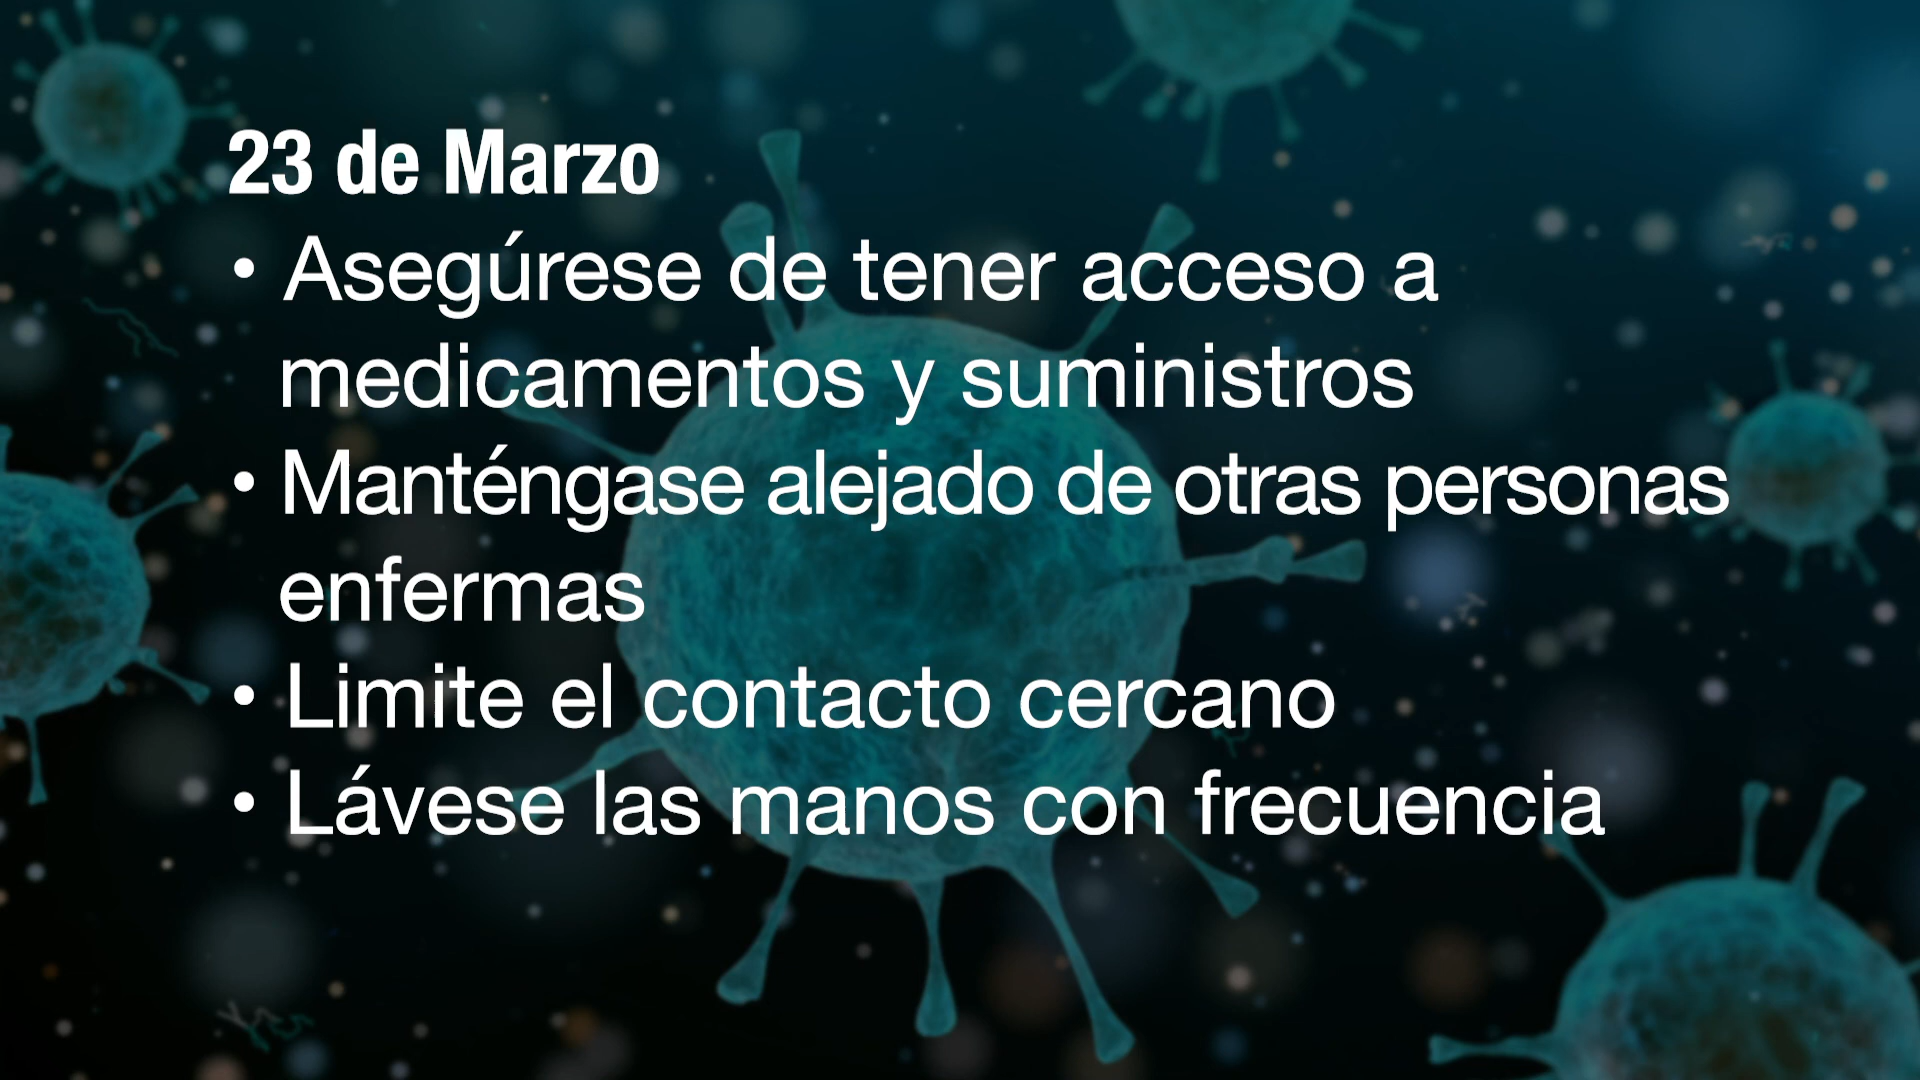 23 de Marzo
• Asegúrese de tener acceso a
medicamentos y suministros
• Manténgase alejado de otras personas
enfermas
• Limite el contacto cercano
• Lávese las manos con frecuencia